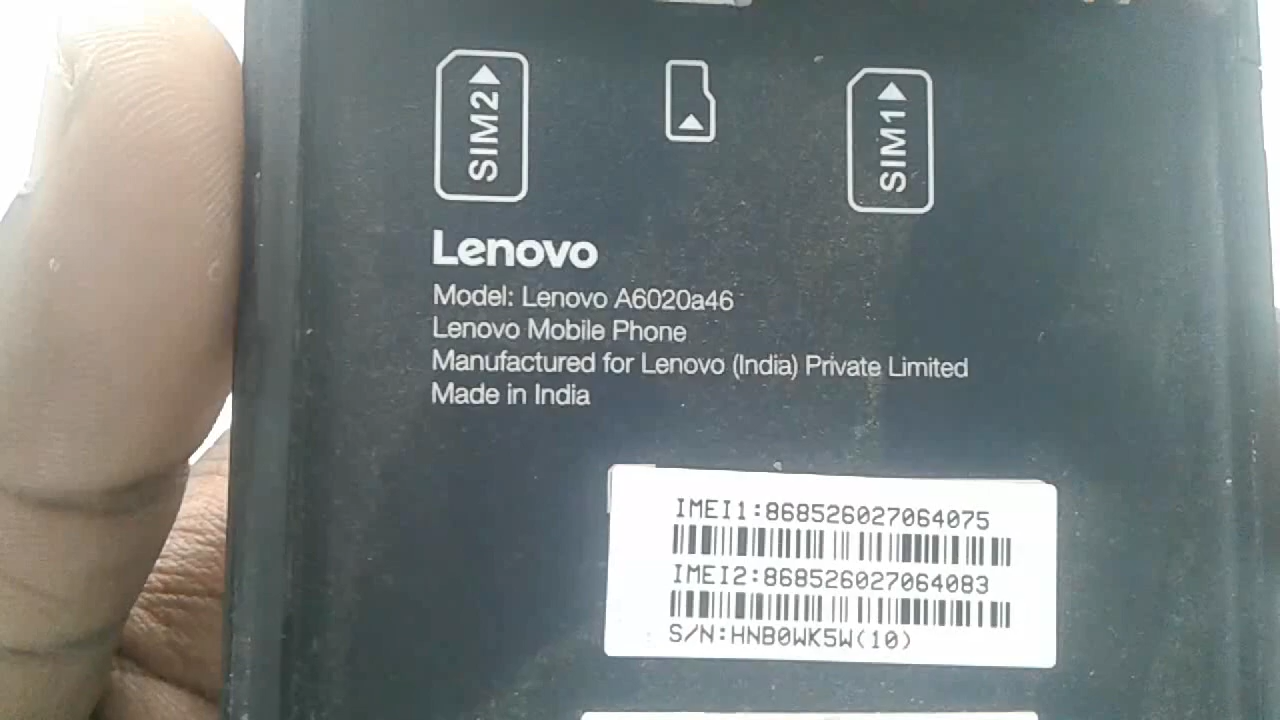 SIM2
SIM1
Lenovo
Model: Lenovo A6020a46
Lenovo Mobile Phone
Manufactured for Lenovo (India) Private Limited
Made in India
IMEI1:868526027064075
IMEI2:868526027064083
S/N:HNB0WK5W(10)